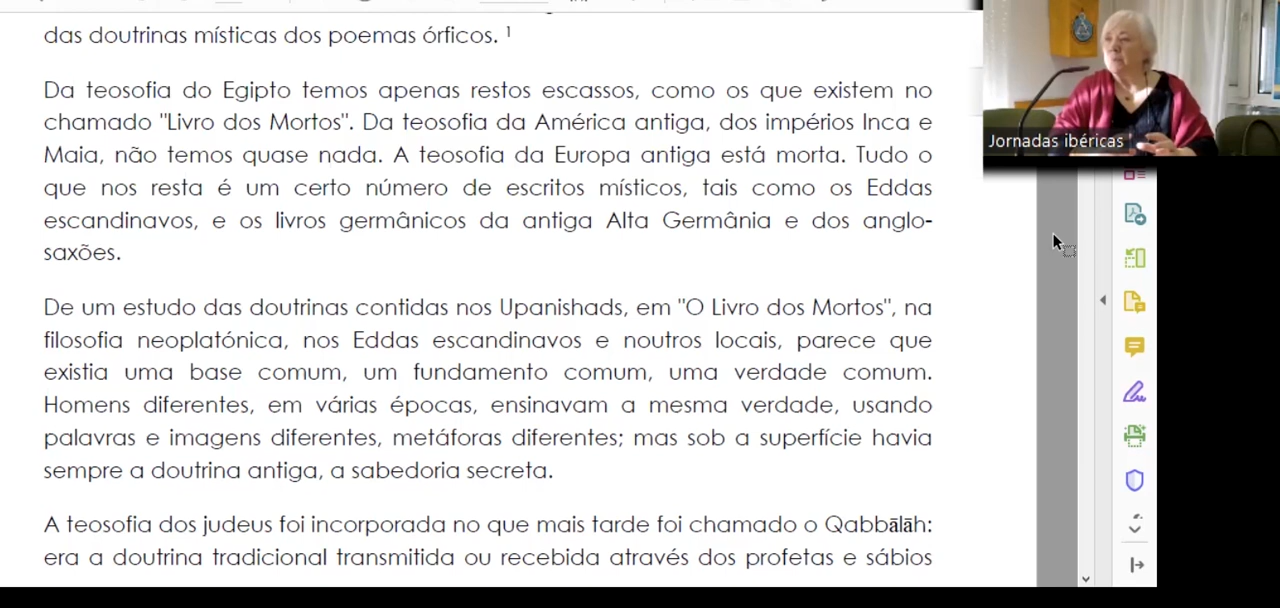 das doutrinas místicas dos poemas órficos. ¹
Da teosofia do Egipto temos apenas restos escassos, como os que existem no
chamado "Livro dos Mortos". Da teosofia da América antiga, dos impérios Inca e
Maia, não temos quase nada. A teosofia da Europa antiga está morta. Tudo o
que nos resta é um certo número de escritos místicos, tais como os Eddas
escandinavos, e os livros germânicos da antiga Alta Germânia e dos anglo-
saxões.
De um estudo das doutrinas contidas nos Upanishads, em "O Livro dos Mortos", na
filosofia neoplatónica, nos Eddas escandinavos e noutros locais, parece que
existia uma base comum, um fundamento comum, uma verdade comum.
Homens diferentes, em várias épocas, ensinavam a mesma verdade, usando
palavras e imagens diferentes, metáforas diferentes; mas sob a superfície havia
sempre a doutrina antiga, a sabedoria secreta.
A teosofia dos judeus foi incorporada no que mais tarde foi chamado o Qabbālāh:
era a doutrina tradicional transmitida ou recebida através dos profetas e sábios
Jornadas ibéricas